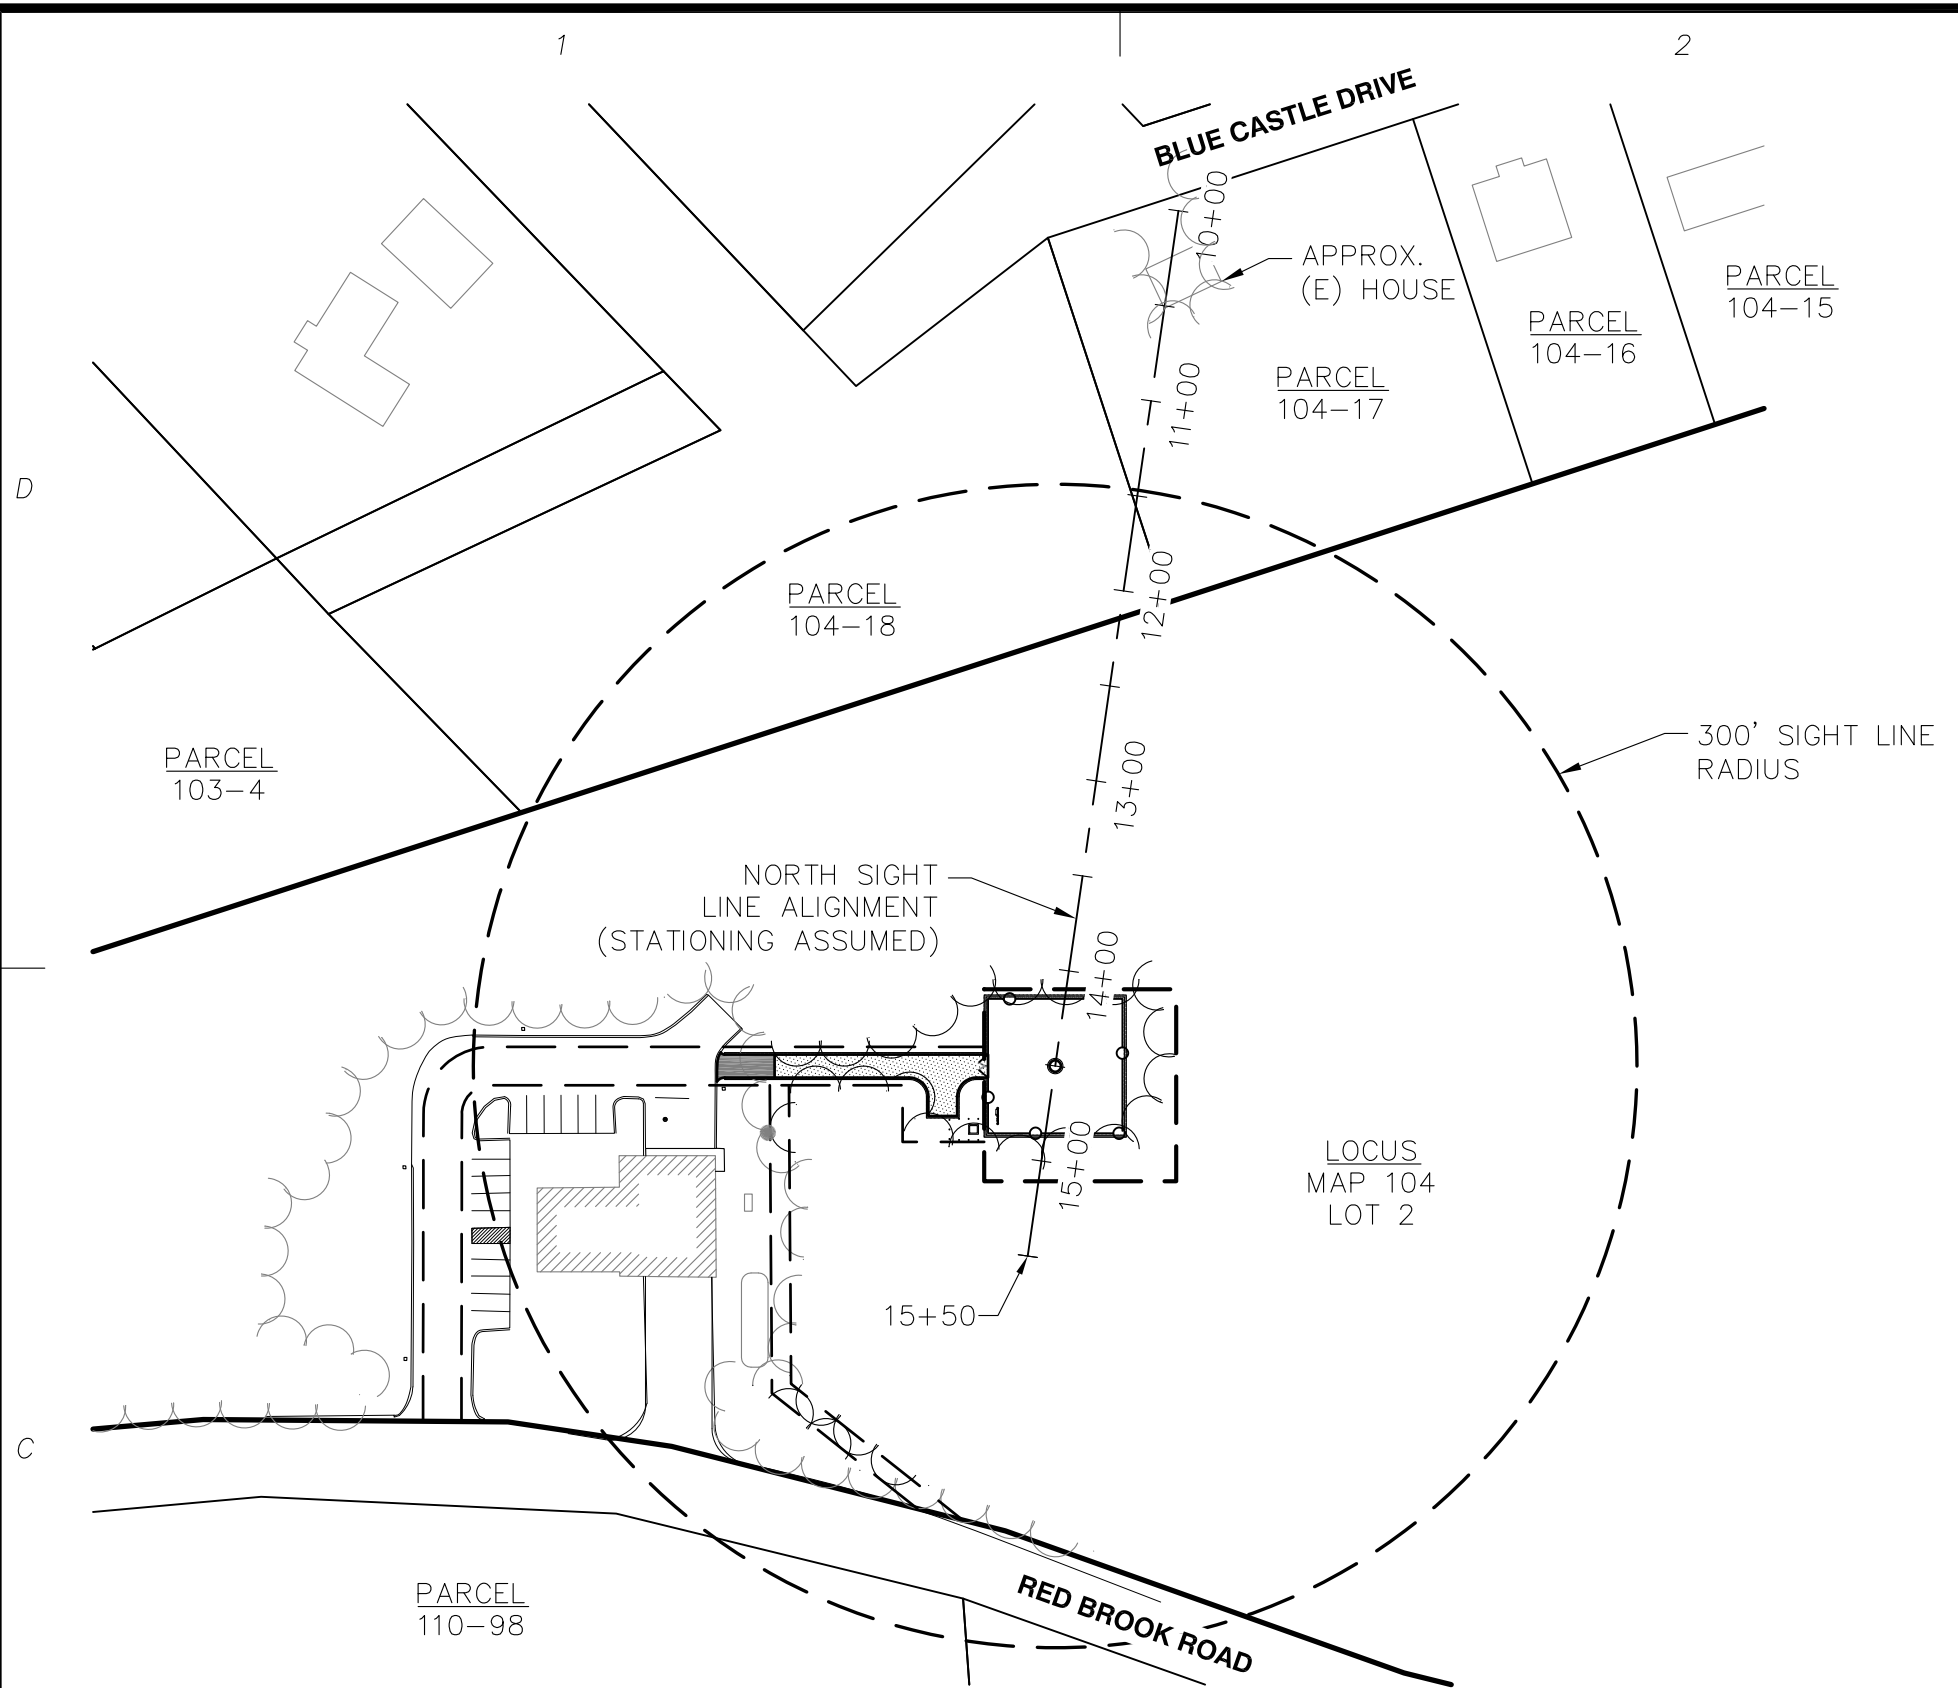 1
2
BLUE CASTLE DRIVE
10+00
APPROX.
(E) HOUSE
PARCEL
104-15
PARCEL
104-16
PARCEL
104-17
11+00
D
PARCEL
104-18
12+00
300' SIGHT LINE
RADIUS
PARCEL
103-4
13+00
NORTH SIGHT
LINE ALIGNMENT
(STATIONING ASSUMED)
14+00
15+00
LOCUS
MAP 104
LOT 2
15+50
C
PARCEL
110-98
RED BROOK ROAD